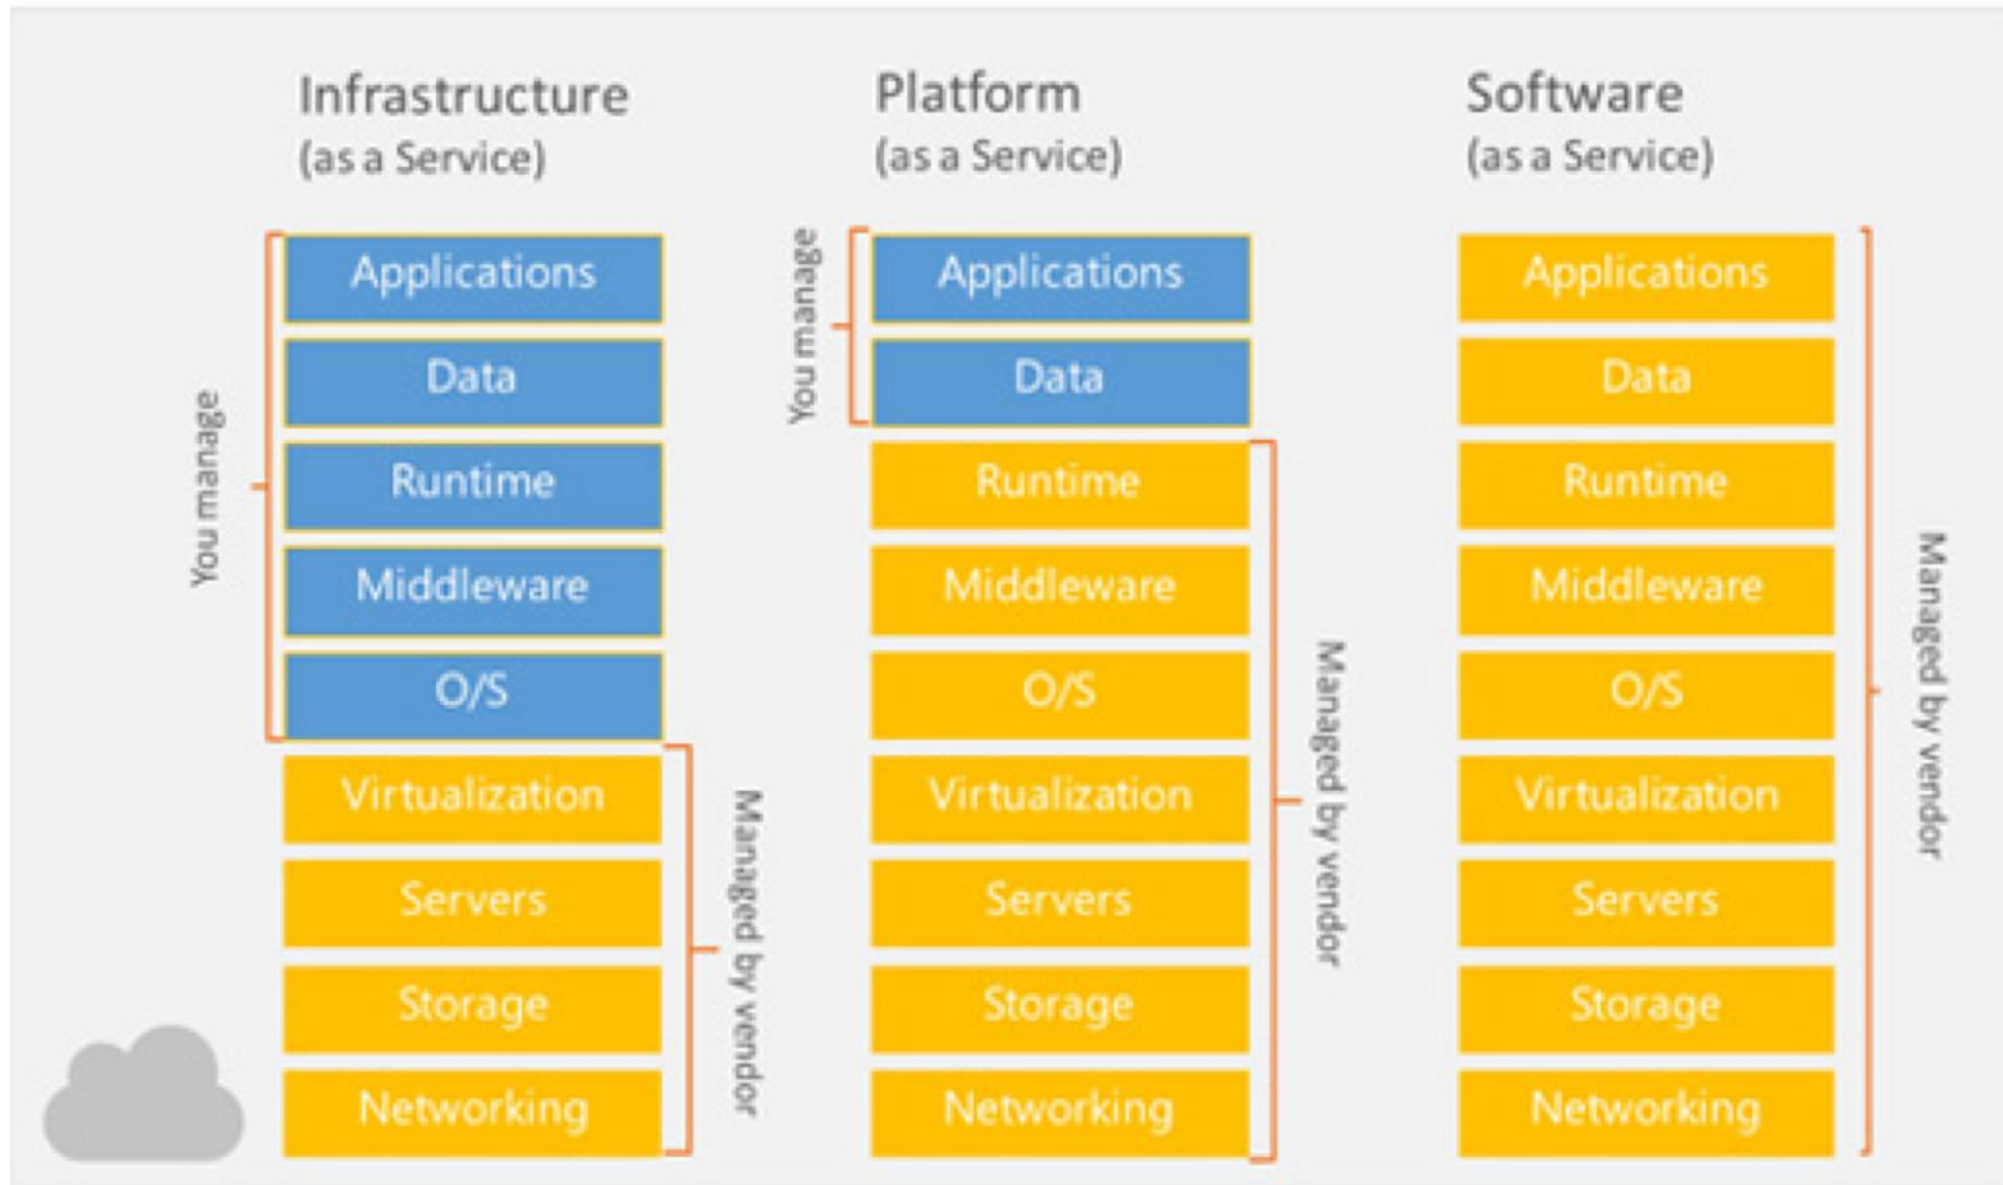 Infrastructure
(as a Service)
You manage
Applications
Data
Runtime
Middleware
O/S
Virtualization
Servers
Storage
Networking
Managed by vendor
Platform
(as a Service)
You manage
Applications
Data
Runtime
Middleware
O/S
Virtualization
Servers
Storage
Networking
Managed by vendor
Software
(as a Service)
Applications
Data
Runtime
Middleware
O/S
Virtualization
Servers
Storage
Networking
Managed by vendor